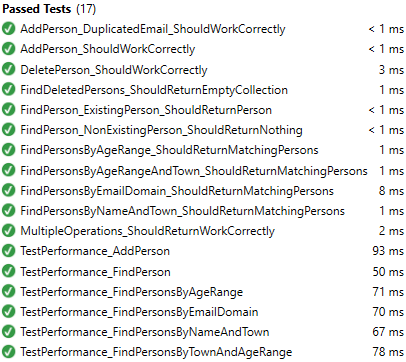 Passed Tests (17)
AddPerson_DuplicatedEmail_ShouldWorkCorrectly < 1 ms
AddPerson_ShouldWorkCorrectly < 1 ms
DeletePerson_ShouldWorkCorrectly 3 ms
FindDeletedPersons_ShouldReturnEmptyCollection 1 ms
FindPerson_ExistingPerson_ShouldReturnPerson < 1 ms
FindPerson_NonExistingPerson_ShouldReturnNothing < 1 ms
FindPersonsByAgeRange_ShouldReturnMatchingPersons 1 ms
FindPersonsByAgeRangeAndTown_ShouldReturnMatchingPersons 1 ms
FindPersonsByEmailDomain_ShouldReturnMatchingPersons 8 ms
FindPersonsByNameAndTown_ShouldReturnMatchingPersons 1 ms
MultipleOperations_ShouldReturnWorkCorrectly 2 ms
TestPerformance_AddPerson 93 ms
TestPerformance_FindPerson 50 ms
TestPerformance_FindPersonsByAgeRange 71 ms
TestPerformance_FindPersonsByEmailDomain 70 ms
TestPerformance_FindPersonsByNameAndTown 67 ms
TestPerformance_FindPersonsByTownAndAgeRange 78 ms